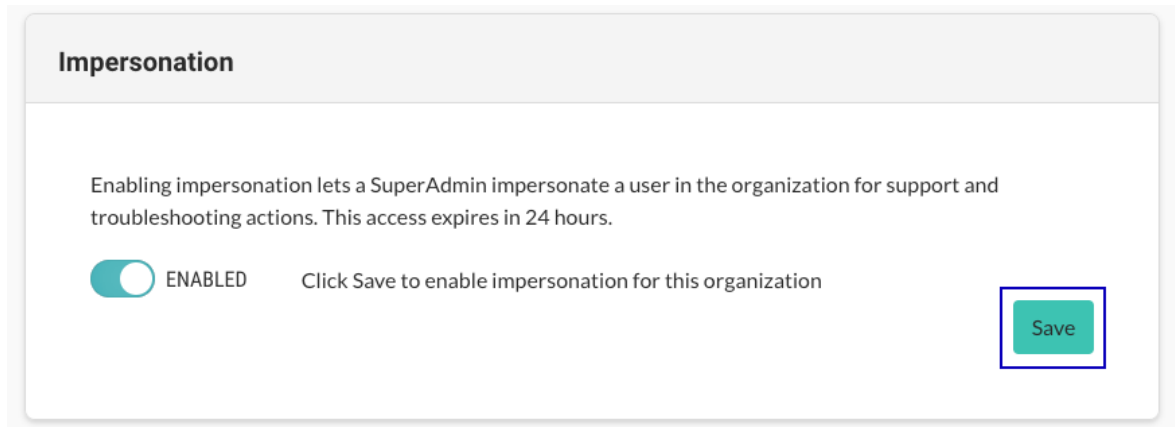 Impersonation
Enabling impersonation lets a SuperAdmin impersonate a user in the organization for support and
troubleshooting actions. This access expires in 24 hours.
ENABLED Click Save to enable impersonation for this organization
Save